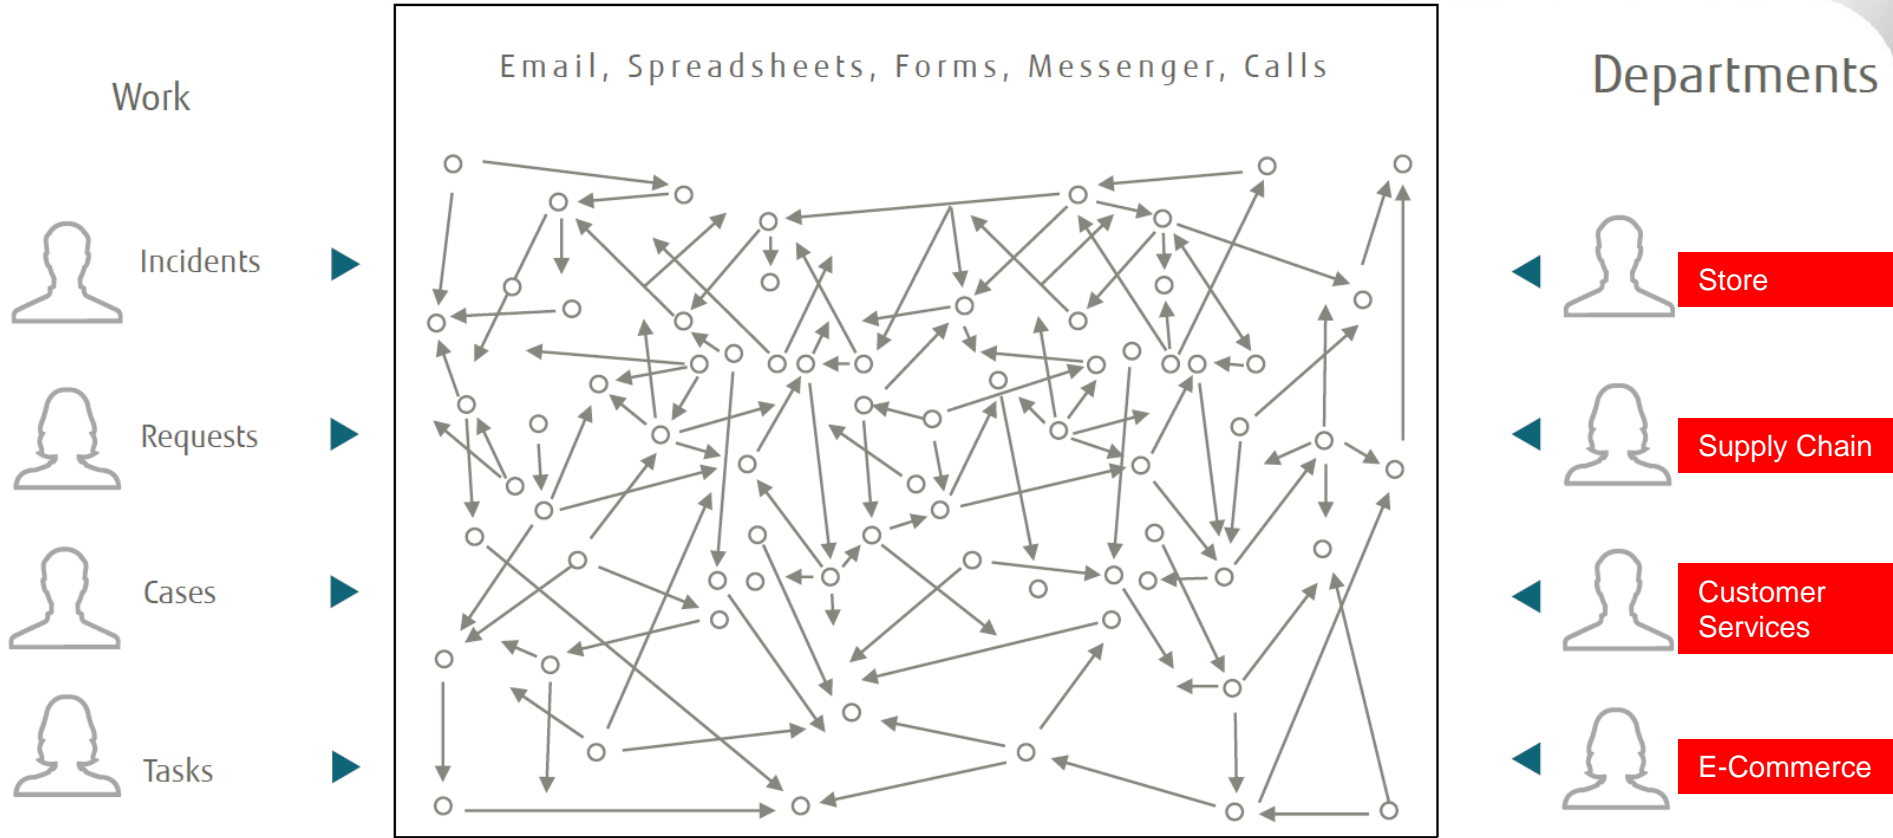 Work
Email, Spreadsheets, Forms, Messenger, Calls
Departments
Incidents
Requests
Cases
Tasks
Store
Supply Chain
Customer
Services
E-Commerce